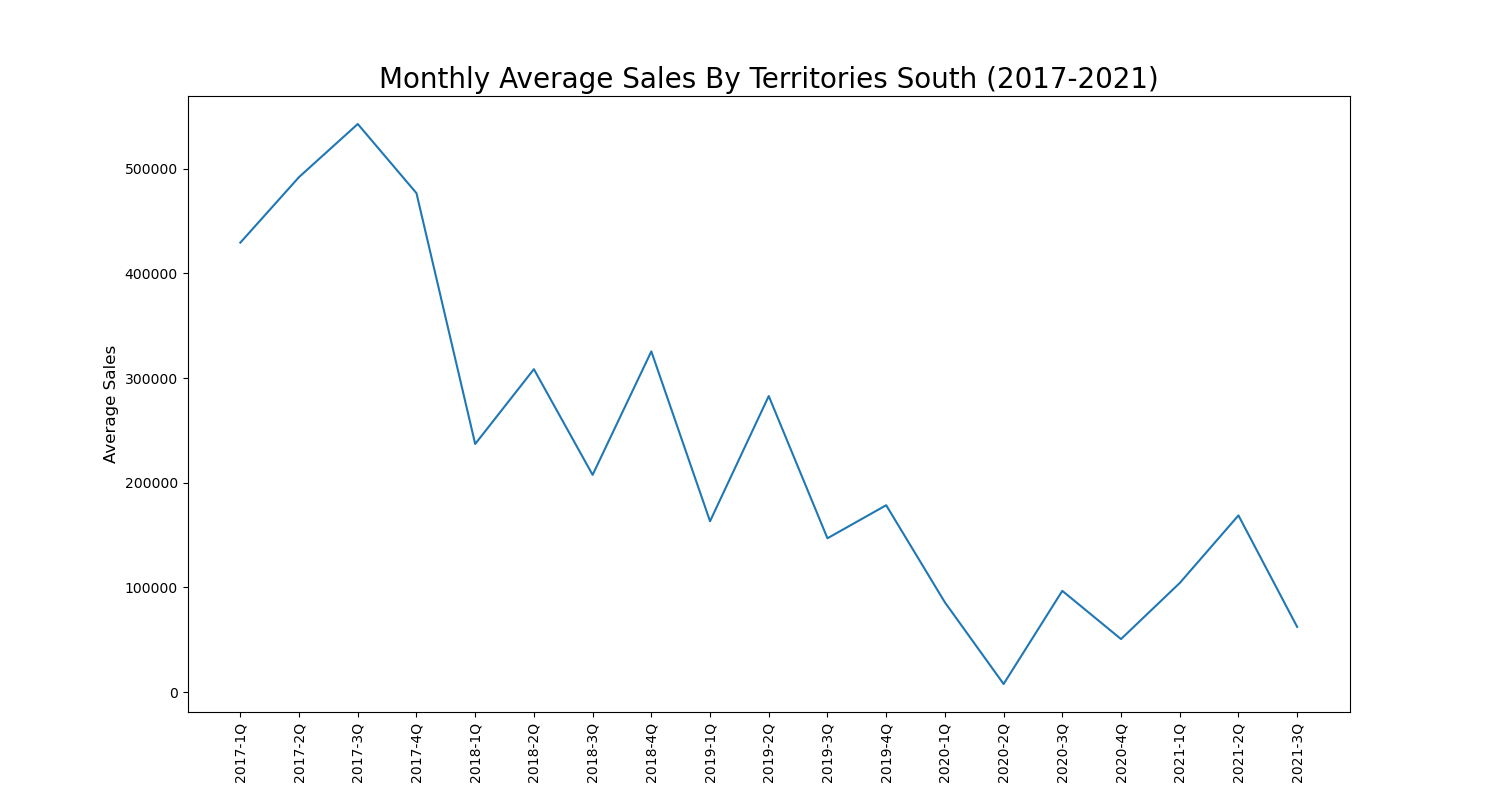 Monthly Average Sales By Territories South (2017-2021)
Average Sales
500000
400000
300000
200000
100000
0
2017-1Q
2017-2Q
2017-3Q
2017-4Q
2018-1Q
2018-2Q
2018-3Q
2018-4Q
2019-1Q
2019-2Q
2019-3Q
2019-4Q
2020-1Q
2020-2Q
2020-3Q
2020-4Q
2021-1Q
2021-2Q
2021-3Q